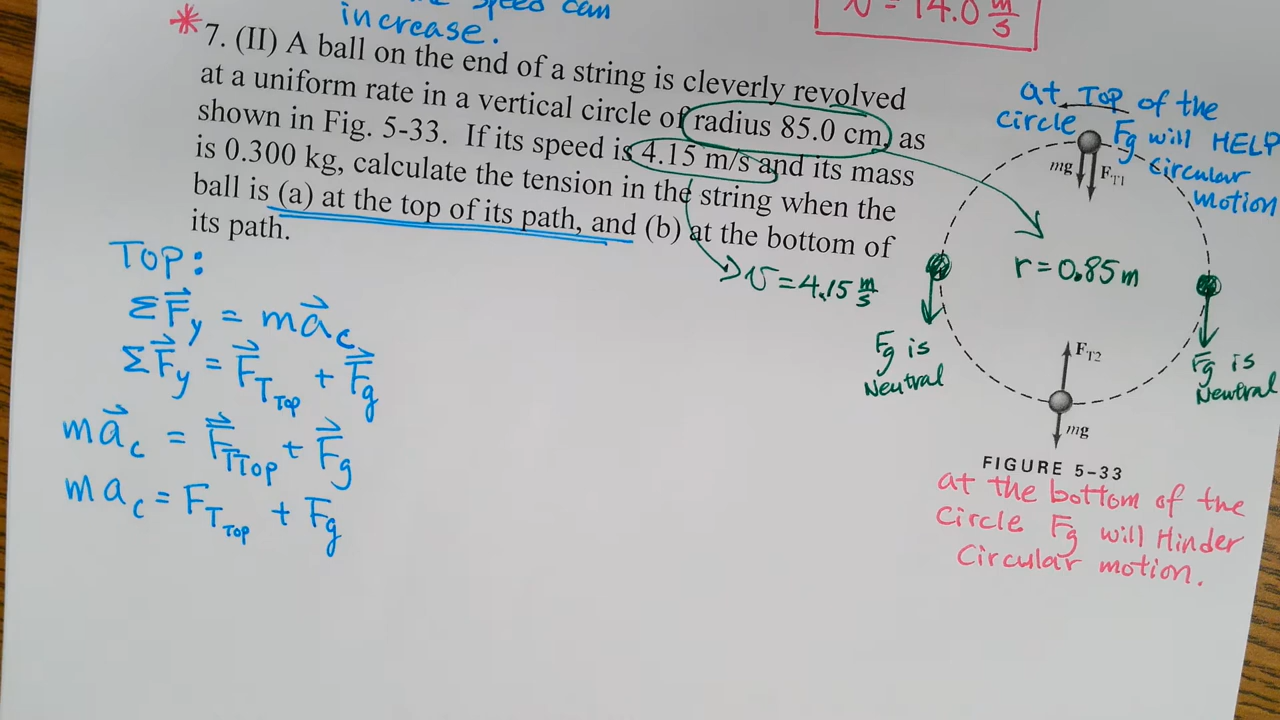 increase.
v = 14.0 m/s
*7. (II) A ball on the end of a string is cleverly revolved
at a uniform rate in a vertical circle of radius 85.0 cm, as
shown in Fig. 5-33. If its speed is 4.15 m/s and its mass
is 0.300 kg, calculate the tension in the string when the
ball is (a) at the top of its path, and (b) at the bottom of
its path.
v = 4.15 m/s
TOP:
ΣF⃗y = ma⃗c
ΣF⃗y = F⃗T Top + F⃗g
ma⃗c = F⃗T Top + F⃗g
mac = FT Top + Fg
at Top of the
circle Fg will HELP
circular
motion
mg
FT1
r = 0.85m
Fg is
Neutral
Fg is
Neutral
FT2
mg
FIGURE 5-33
at the bottom of the
Circle Fg will Hinder
Circular motion.